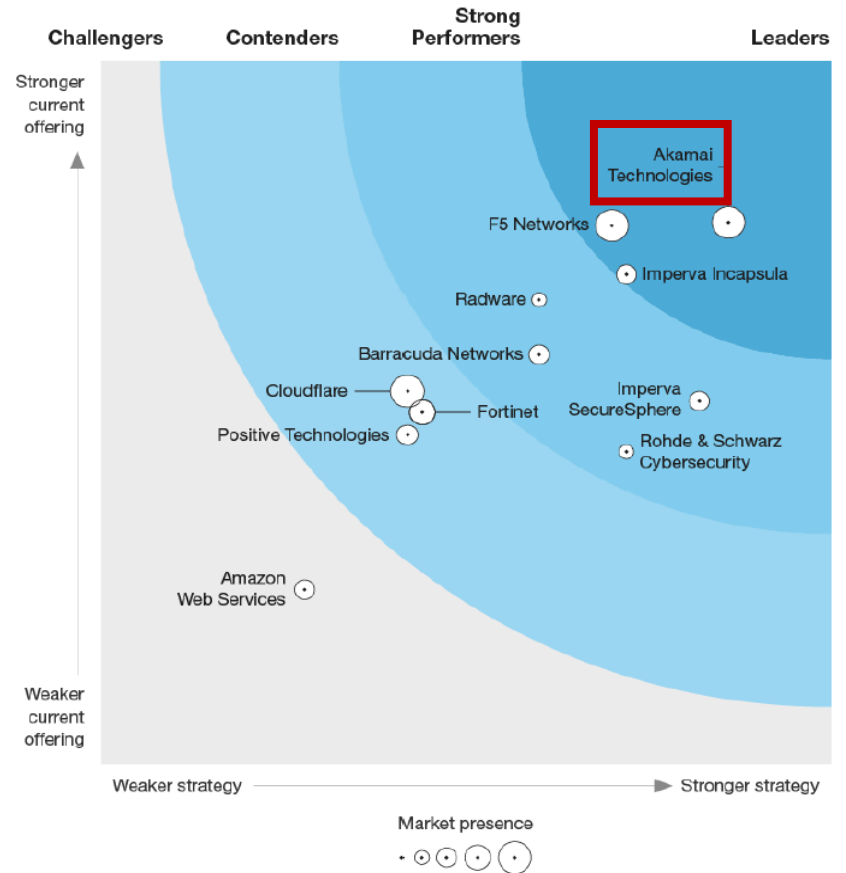 Challengers
Contenders
Strong
Performers
Leaders
Stronger
current
offering
Akamai
Technologies
F5 Networks
Imperva Incapsula
Radware
Barracuda Networks
Cloudflare
Imperva
SecureSphere
Fortinet
Positive Technologies
Rohde & Schwarz
Cybersecurity
Amazon
Web Services
Weaker
current
offering
Weaker strategy
Stronger strategy
Market presence